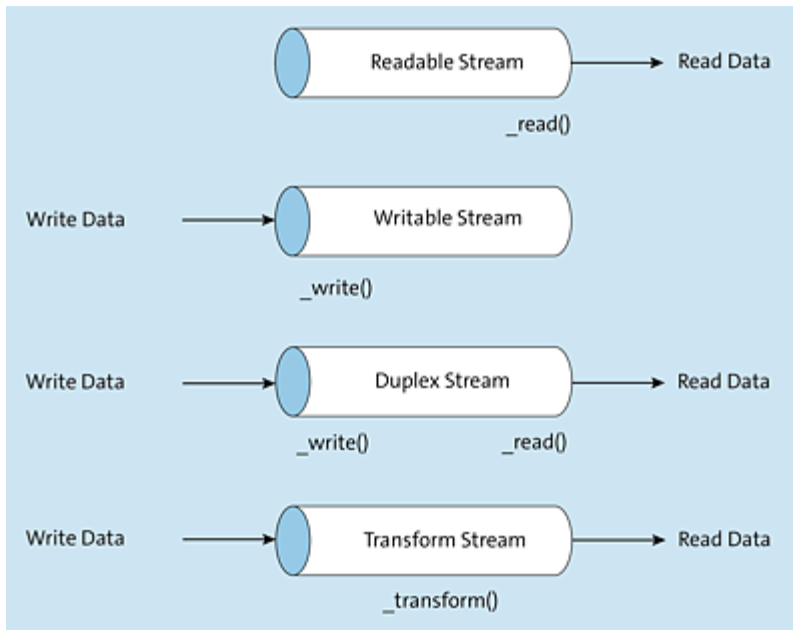 Readable Stream
Read Data
_read()
Write Data
Writable Stream
_write()
Write Data
Duplex Stream
Read Data
_write()
_read()
Write Data
Transform Stream
Read Data
_transform()